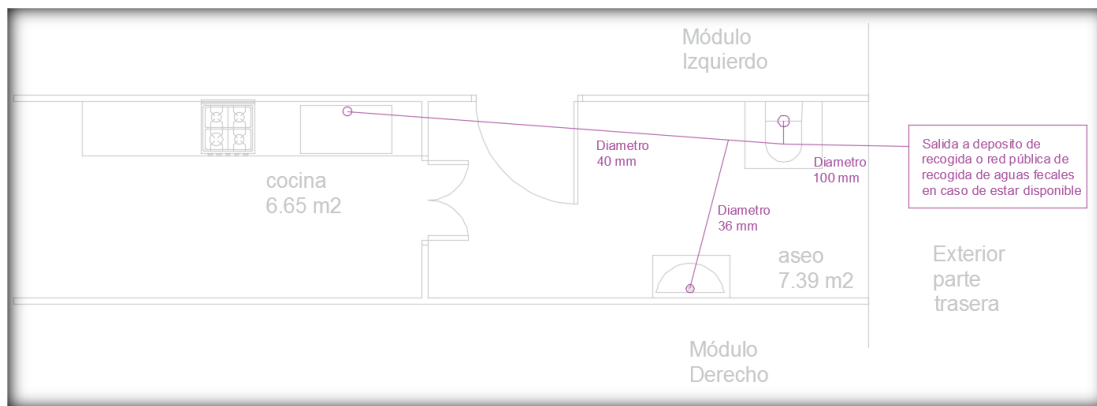 Módulo
Izquierdo
Diametro
40 mm
Diametro
100 mm
Salida a deposito de
recogida o red pública de
recogida de aguas fecales
en caso de estar disponible
cocina
6.65 m2
Diametro
36 mm
aseo
7.39 m2
Exterior
parte
trasera
Módulo
Derecho